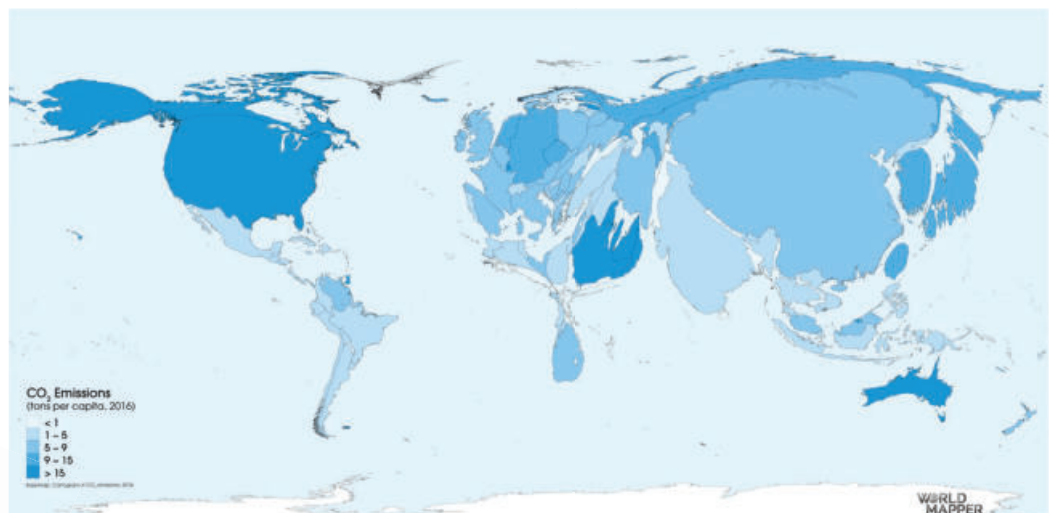 CO₂ Emissions
(tons per capita, 2016)
< 1
1 – 5
5 – 9
9 – 15
> 15
WORLD
MAPPER